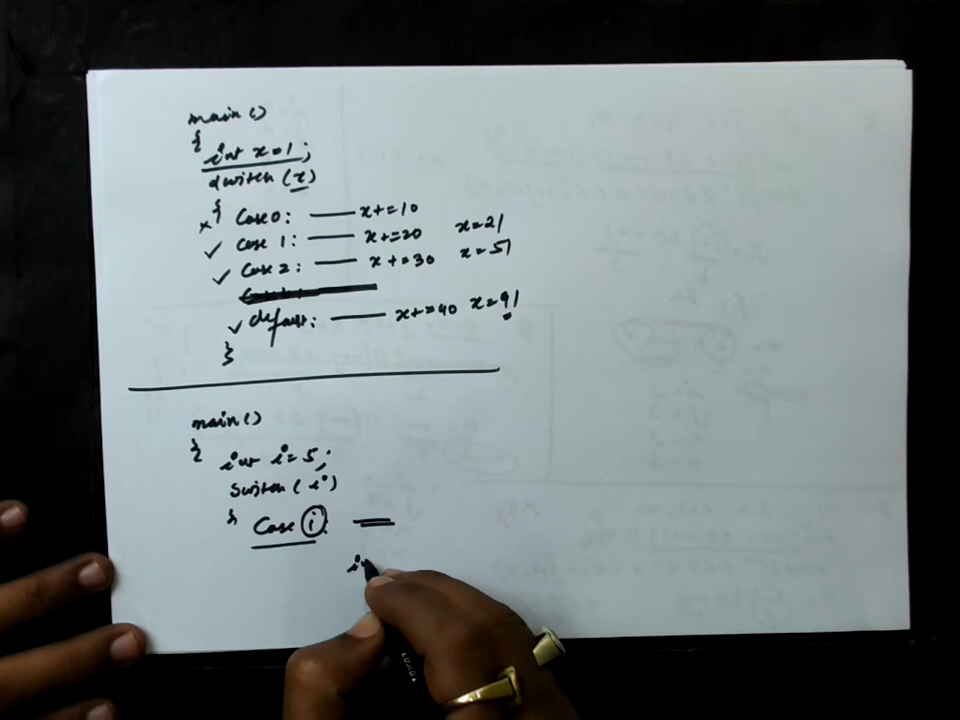 main()
{
int x=1;
switch (x)
{ Case 0: —— x+=10
Case 1: —— x+=20 x=21
Case 2: —— x+=30 x=51
default: —— x+=40 x=91
}
main()
{ int i=5;
switch (i)
{ Case i: